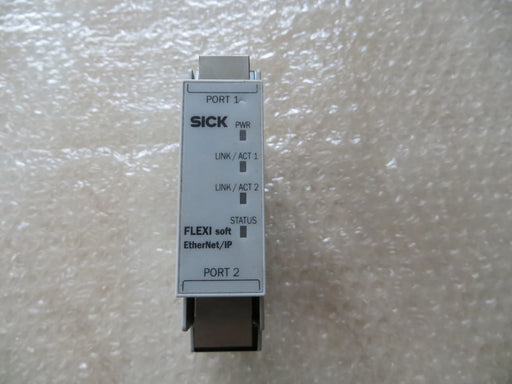 PORT 1
SICK
PWR
LINK / ACT 1
LINK / ACT 2
STATUS
FLEXI soft
EtherNet/IP
PORT 2